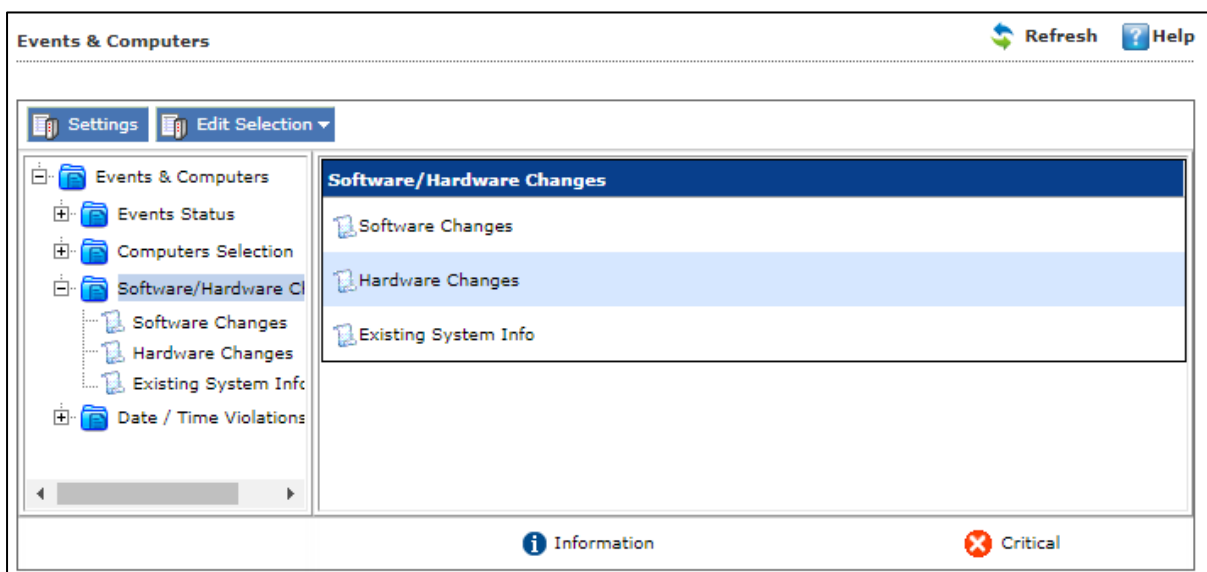 Events & Computers
Refresh
Help
Settings
Edit Selection
Events & Computers
Events Status
Computers Selection
Software/Hardware Cl
Software Changes
Hardware Changes
Existing System Info
Date / Time Violations
Software/Hardware Changes
Software Changes
Hardware Changes
Existing System Info
Information
Critical